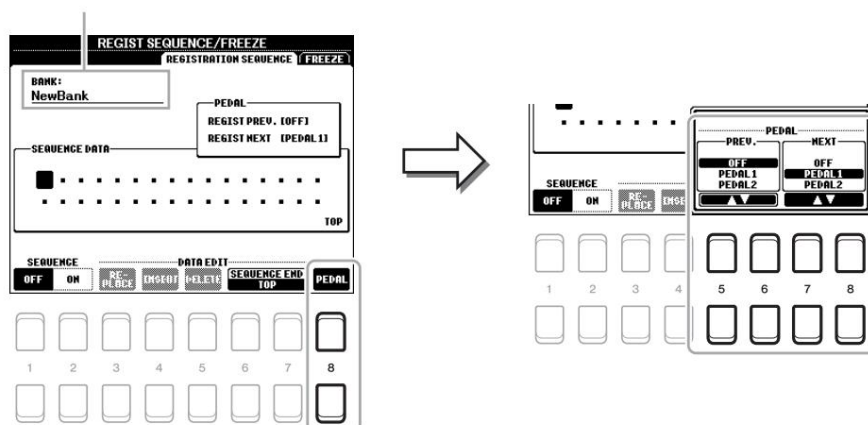 REGIST SEQUENCE/FREEZE
REGISTRATION SEQUENCE FREEZE
BANK:
NewBank
PEDAL
REGIST PREV. [OFF]
REGIST NEXT [PEDAL1]
SEQUENCE DATA
TOP
SEQUENCE DATA EDIT
OFF ON RE-PLACE INSERT DELETE SEQUENCE END TOP PEDAL
1 2 3 4 5 6 7 8
PEDAL
PREV. NEXT
OFF OFF
PEDAL1 PEDAL1
PEDAL2 PEDAL2
▲▼ ▲▼
SEQUENCE
OFF ON RE-PLACE
1 2 3 4 5 6 7 8